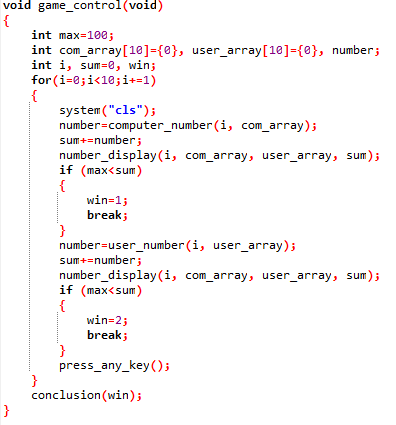 void game_control(void)
{
    int max=100;
    int com_array[10]={0}, user_array[10]={0}, number;
    int i, sum=0, win;
    for(i=0;i<10;i+=1)
    {
        system("cls");
        number=computer_number(i, com_array);
        sum+=number;
        number_display(i, com_array, user_array, sum);
        if (max<sum)
        {
            win=1;
            break;
        }
        number=user_number(i, user_array);
        sum+=number;
        number_display(i, com_array, user_array, sum);
        if (max<sum)
        {
            win=2;
            break;
        }
        press_any_key();
    }
    conclusion(win);
}